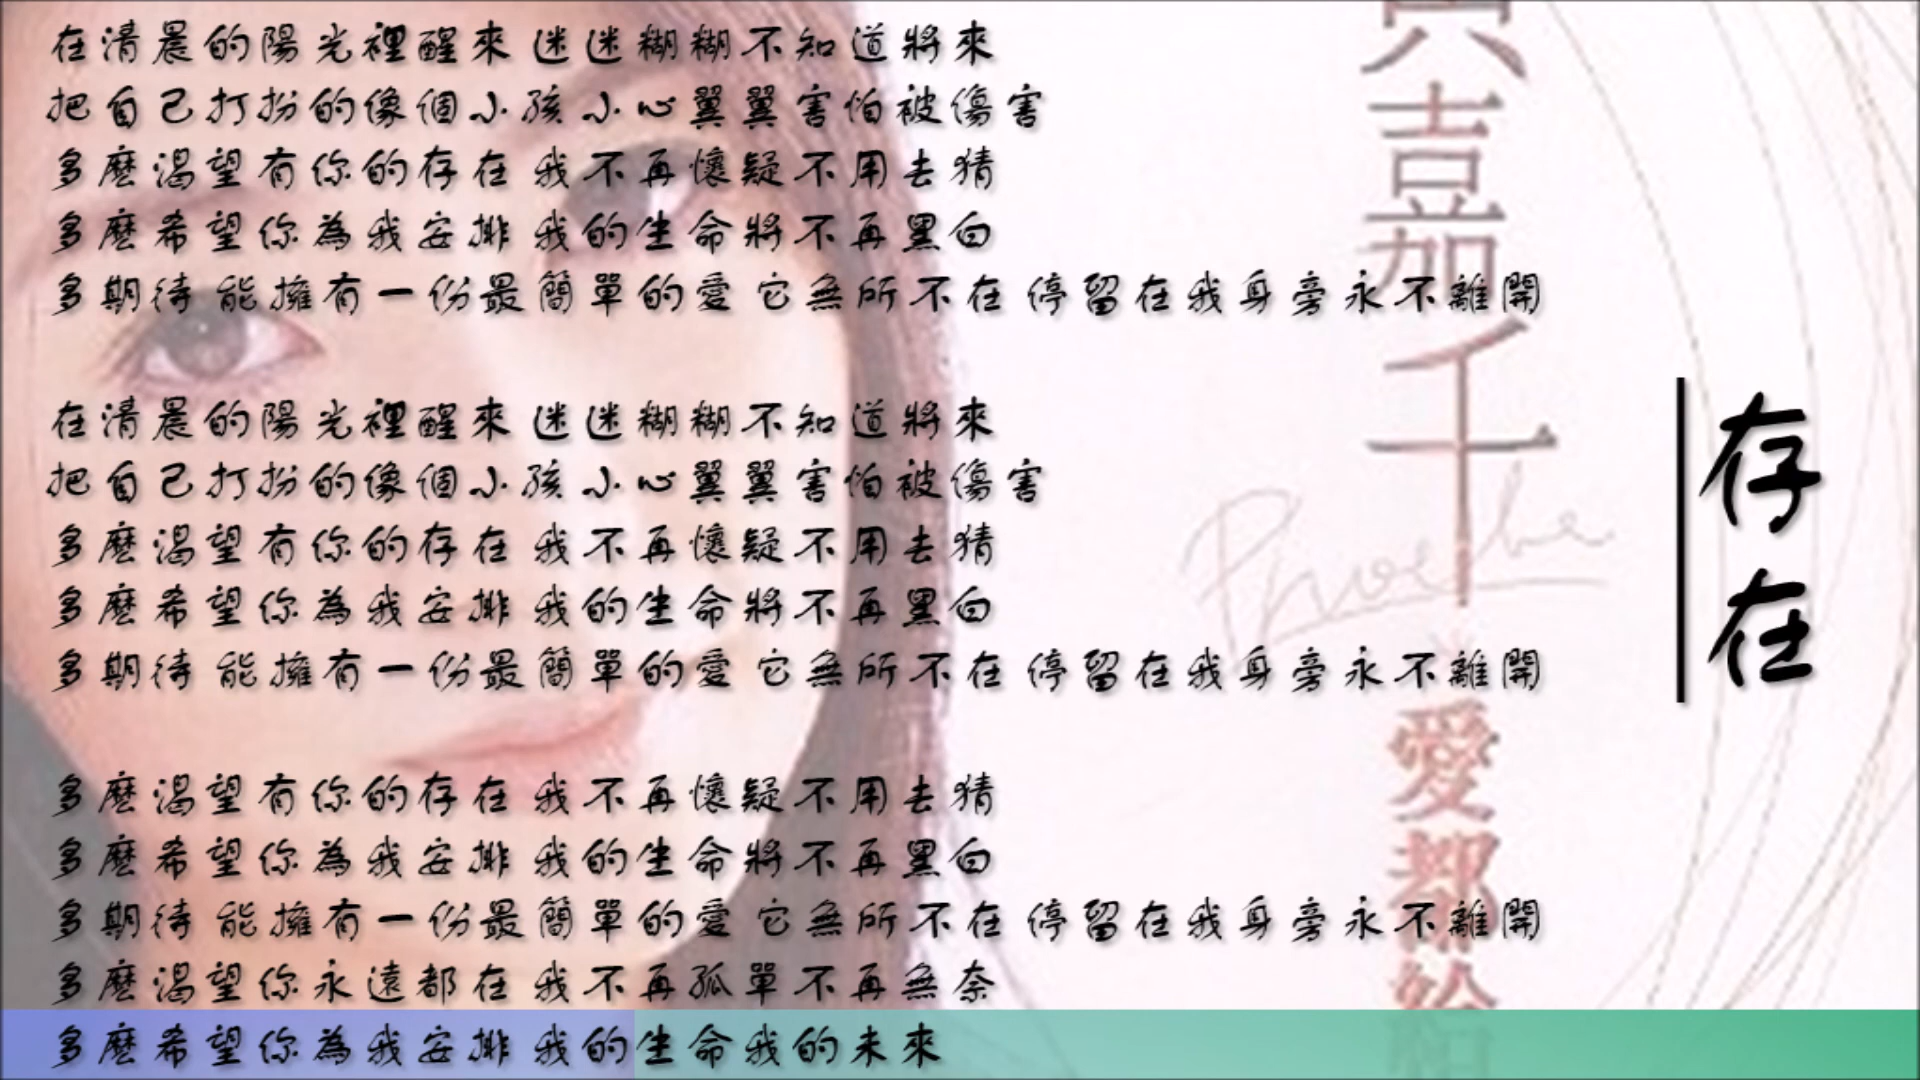 在清晨的陽光裡醒來 迷迷糊糊不知道將來
把自己打扮的像個小孩小心翼翼害怕被傷害
多麼渴望有你的存在 我不再懷疑不用去猜
多麼希望你為我安排 我的生命將不再黑白
多期待 能擁有一份最簡單的愛 它無所不在 停留在我身旁永不離開
在清晨的陽光裡醒來 迷迷糊糊不知道將來
把自己打扮的像個小孩小心翼翼害怕被傷害
多麼渴望有你的存在 我不再懷疑不用去猜
多麼希望你為我安排 我的生命將不再黑白
多期待 能擁有一份最簡單的愛 它無所不在 停留在我身旁永不離開
多麼渴望有你的存在 我不再懷疑不用去猜
多麼希望你為我安排 我的生命將不再黑白
多期待 能擁有一份最簡單的愛 它無所不在 停留在我身旁永不離開
多麼渴望你永遠都在 我不再孤單不再無奈
多麼希望你為我安排 我的生命我的未來
喜加千
Phoebe
愛都給
存在